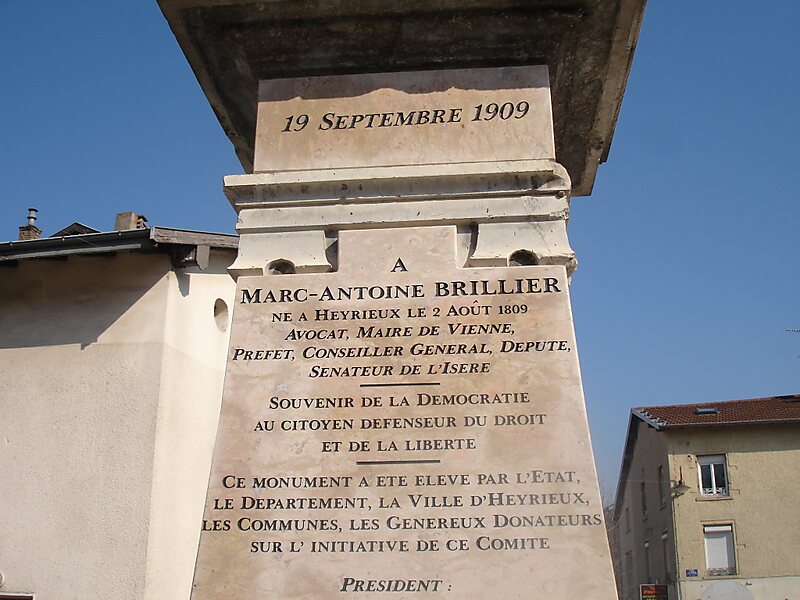 19 SEPTEMBRE 1909
A
MARC-ANTOINE BRILLIER
NE A HEYRIEUX LE 2 AOÛT 1809
AVOCAT, MAIRE DE VIENNE,
PREFET, CONSEILLER GENERAL, DEPUTE,
SENATEUR DE L'ISERE
SOUVENIR DE LA DEMOCRATIE
AU CITOYEN DEFENSEUR DU DROIT
ET DE LA LIBERTE
CE MONUMENT A ETE ELEVE PAR L'ETAT,
LE DEPARTEMENT, LA VILLE D'HEYRIEUX,
LES COMMUNES, LES GENEREUX DONATEURS
SUR L' INITIATIVE DE CE COMITE
PRESIDENT :